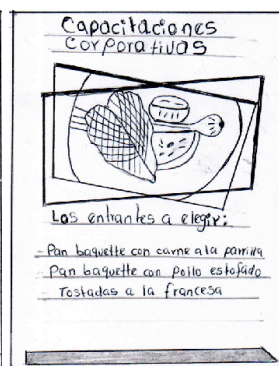 Capacitaciones
Corporativas
Los entrantes a elegir:
- Pan baguette con carne a la parrilla
Pan baguette con pollo estofado
Tostadas a la francesa